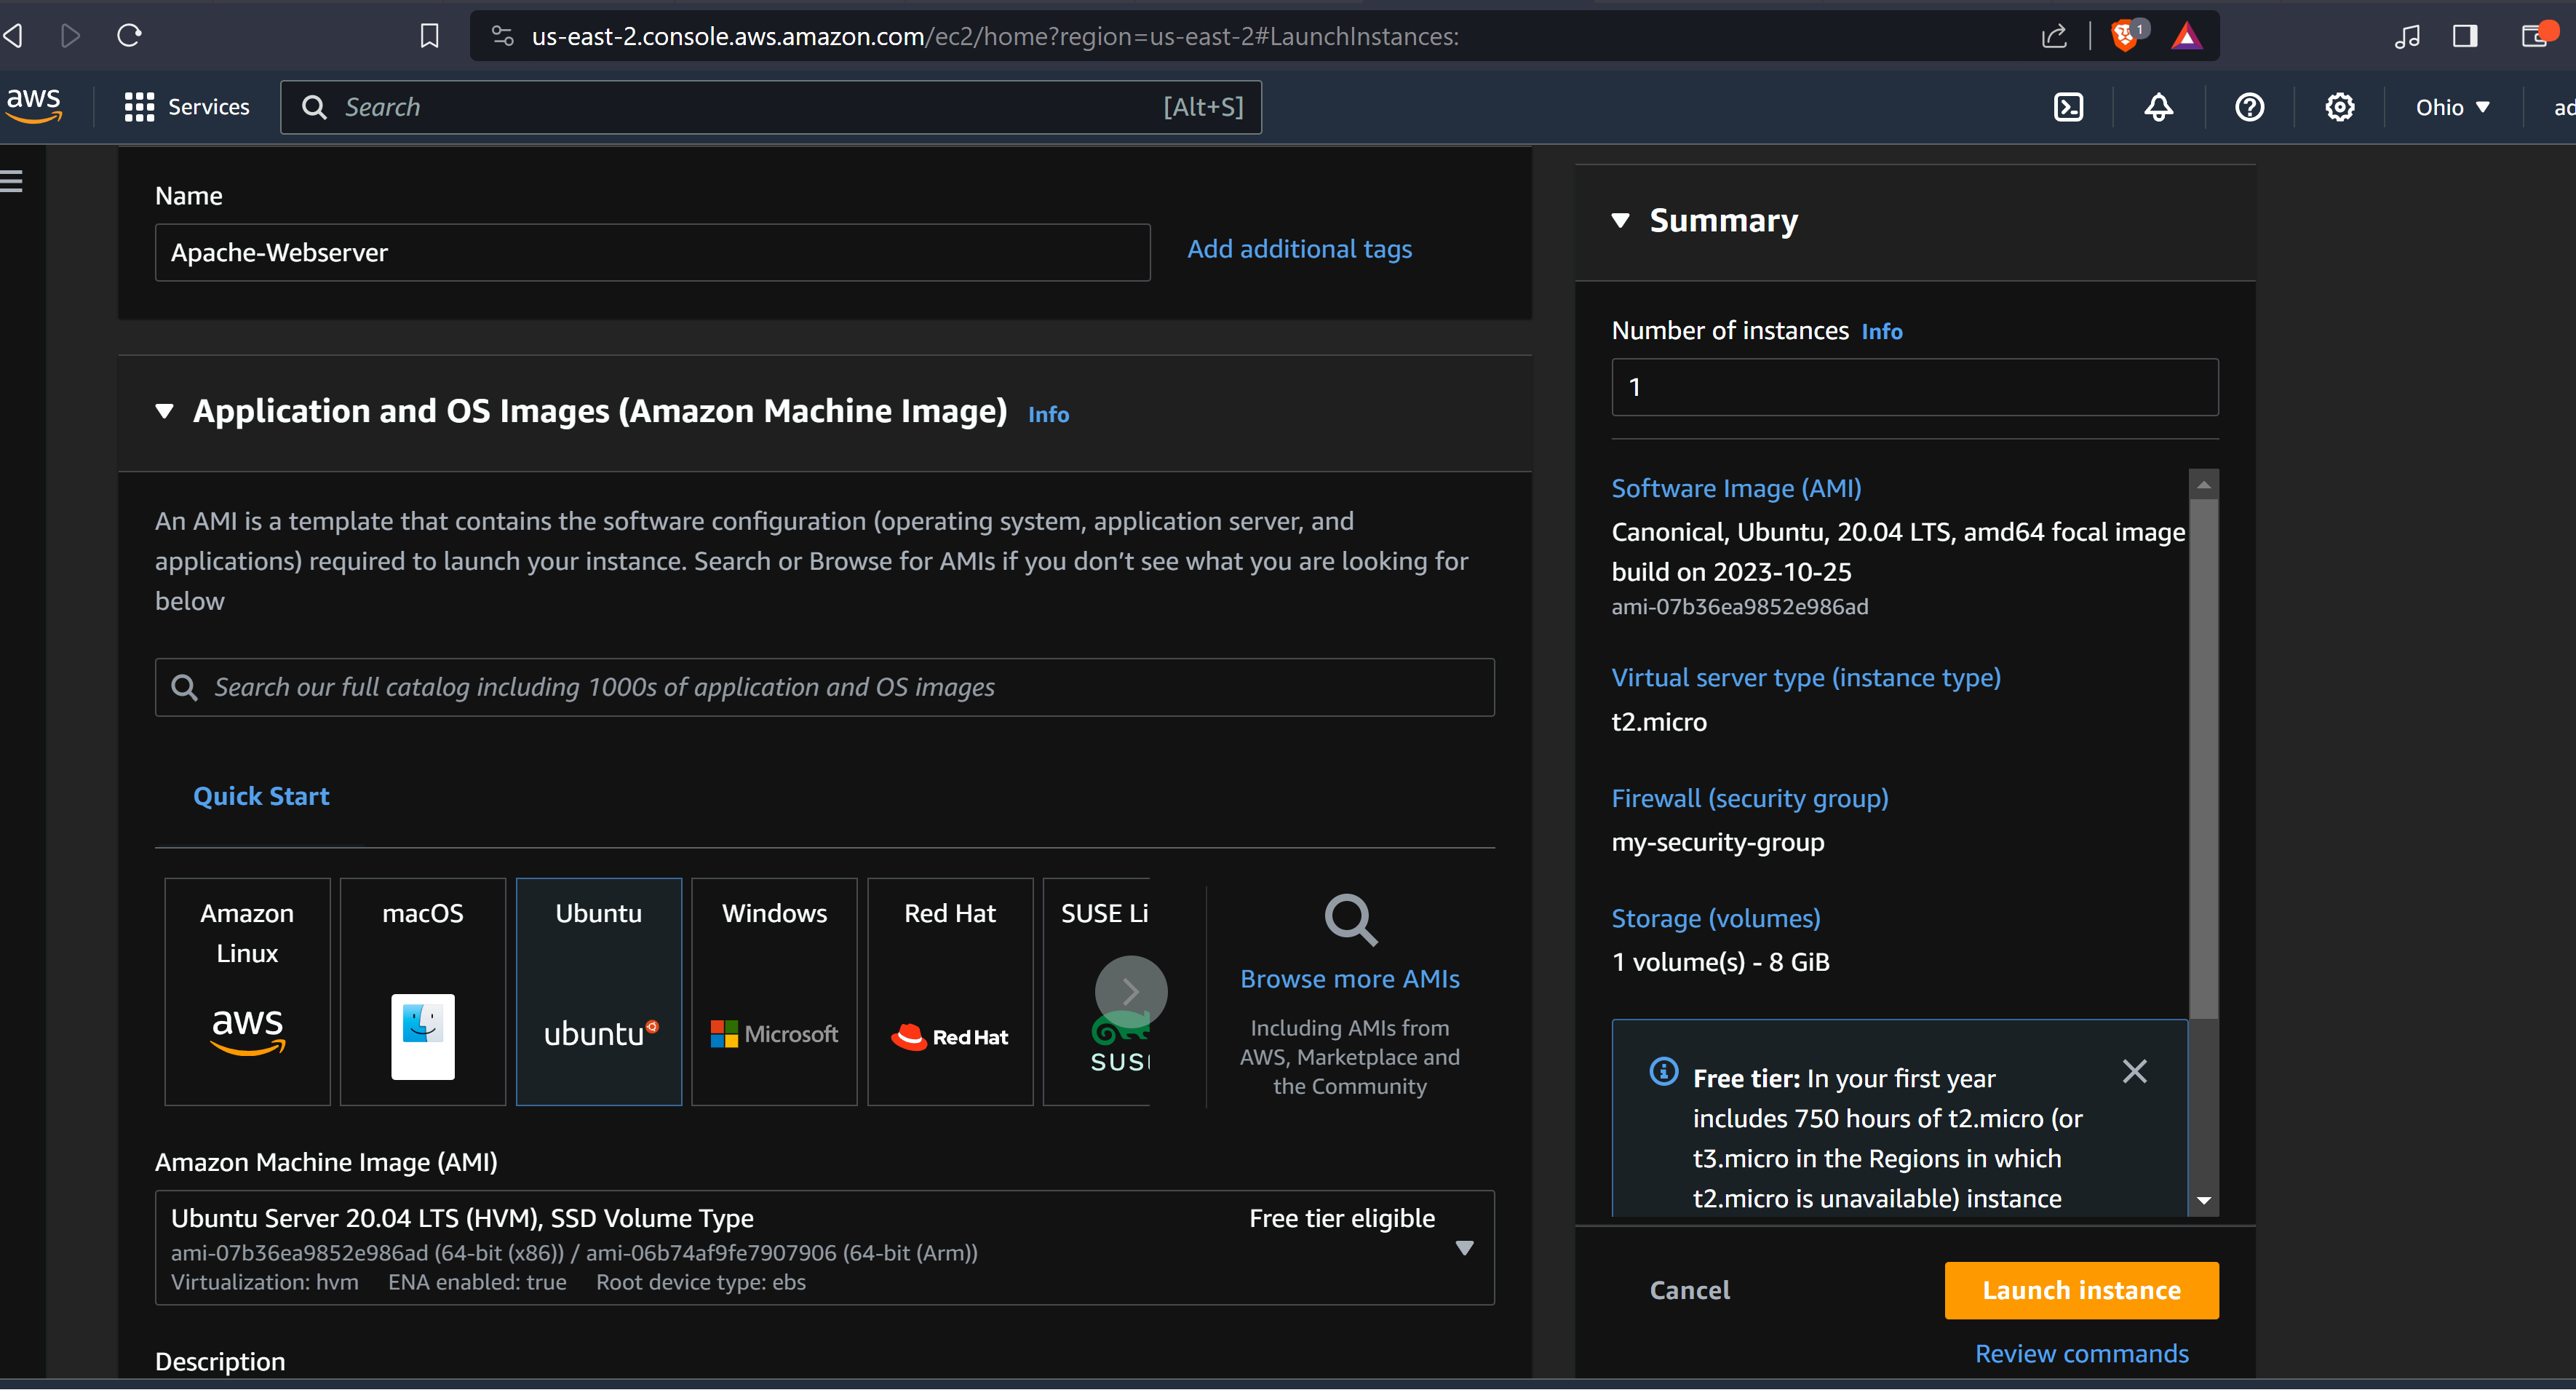 us-east-2.console.aws.amazon.com/ec2/home?region=us-east-2#LaunchInstances:
1
aws
Services
Search
[Alt+S]
Ohio
Name
Apache-Webserver
Add additional tags
Application and OS Images (Amazon Machine Image) Info
An AMI is a template that contains the software configuration (operating system, application server, and
applications) required to launch your instance. Search or Browse for AMIs if you don’t see what you are looking for
below
Search our full catalog including 1000s of application and OS images
Quick Start
Amazon
Linux
aws
macOS
Ubuntu
ubuntu
Windows
Microsoft
Red Hat
Red Hat
SUSE Li
SUS
Browse more AMIs
Including AMIs from
AWS, Marketplace and
the Community
Amazon Machine Image (AMI)
Ubuntu Server 20.04 LTS (HVM), SSD Volume Type
Free tier eligible
ami-07b36ea9852e986ad (64-bit (x86)) / ami-06b74af9fe7907906 (64-bit (Arm))
Virtualization: hvm ENA enabled: true Root device type: ebs
Description
Summary
Number of instances Info
1
Software Image (AMI)
Canonical, Ubuntu, 20.04 LTS, amd64 focal image
build on 2023-10-25
ami-07b36ea9852e986ad
Virtual server type (instance type)
t2.micro
Firewall (security group)
my-security-group
Storage (volumes)
1 volume(s) - 8 GiB
Free tier: In your first year
includes 750 hours of t2.micro (or
t3.micro in the Regions in which
t2.micro is unavailable) instance
Cancel
Launch instance
Review commands